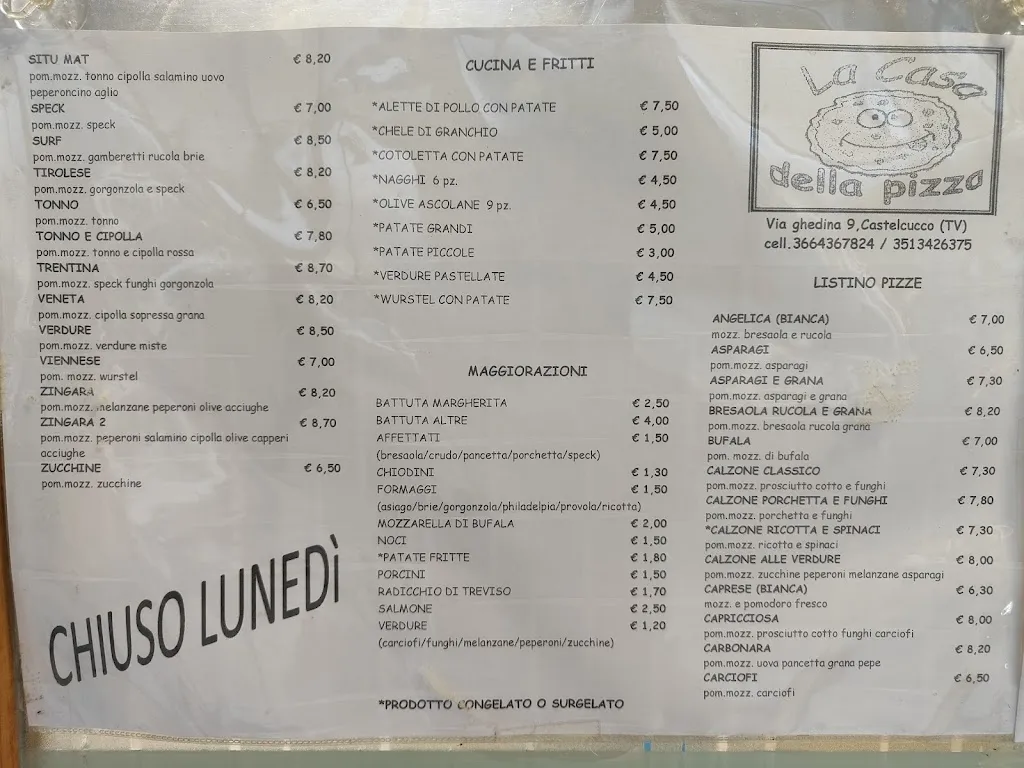 SITU MAT € 8,20
pom.mozz. tonno cipolla salamino uovo
peperoncino aglio
SPECK € 7,00
pom.mozz. speck
SURF € 8,50
pom.mozz. gamberetti rucola brie
TIROLESE € 8,20
pom.mozz. gorgonzola e speck
TONNO € 6,50
pom.mozz. tonno
TONNO E CIPOLLA € 7,80
pom.mozz. tonno e cipolla rossa
TRENTINA € 8,70
pom.mozz. speck funghi gorgonzola
VENETA € 8,20
pom.mozz. cipolla sopressa grana
VERDURE € 8,50
pom.mozz. verdure miste
VIENNESE € 7,00
pom. mozz. wurstel
ZINGARA € 8,20
pom.mozz. melanzane peperoni olive acciughe
ZINGARA 2 € 8,70
pom.mozz. peperoni salamino cipolla olive capperi
acciughe
ZUCCHINE € 6,50
pom.mozz. zucchine
CHIUSO LUNEDÌ
CUCINA E FRITTI
*ALETTE DI POLLO CON PATATE € 7,50
*CHELE DI GRANCHIO € 5,00
*COTOLETTA CON PATATE € 7,50
*NAGGHI 6 pz. € 4,50
*OLIVE ASCOLANE 9 pz. € 4,50
*PATATE GRANDI € 5,00
*PATATE PICCOLE € 3,00
*VERDURE PASTELLATE € 4,50
*WURSTEL CON PATATE € 7,50
MAGGIORAZIONI
BATTUTA MARGHERITA € 2,50
BATTUTA ALTRE € 4,00
AFFETTATI € 1,50
(bresaola/crudo/pancetta/porchetta/speck)
CHIODINI € 1,30
FORMAGGI € 1,50
(asiago/brie/gorgonzola/philadelpia/provola/ricotta)
MOZZARELLA DI BUFALA € 2,00
NOCI € 1,50
*PATATE FRITTE € 1,80
PORCINI € 1,50
RADICCHIO DI TREVISO € 1,70
SALMONE € 2,50
VERDURE € 1,20
(carciofi/funghi/melanzane/peperoni/zucchine)
*PRODOTTO CONGELATO O SURGELATO
La Casa
della pizza
Via ghedina 9,Castelcucco (TV)
cell.3664367824 / 3513426375
LISTINO PIZZE
ANGELICA (BIANCA) € 7,00
mozz. bresaola e rucola
ASPARAGI € 6,50
pom.mozz. asparagi
ASPARAGI E GRANA € 7,30
pom.mozz. asparagi e grana
BRESAOLA RUCOLA E GRANA € 8,20
pom.mozz. bresaola rucola grana
BUFALA € 7,00
pom. mozz. di bufala
CALZONE CLASSICO € 7,30
pom.mozz. prosciutto cotto e funghi
CALZONE PORCHETTA E FUNGHI € 7,80
pom.mozz. porchetta e funghi
*CALZONE RICOTTA E SPINACI € 7,30
pom.mozz. ricotta e spinaci
CALZONE ALLE VERDURE € 8,00
pom.mozz. zucchine peperoni melanzane asparagi
CAPRESE (BIANCA) € 6,30
mozz. e pomodoro fresco
CAPRICCIOSA € 8,00
pom.mozz. prosciutto cotto funghi carciofi
CARBONARA € 8,20
pom.mozz. uova pancetta grana pepe
CARCIOFI € 6,50
pom.mozz. carciofi